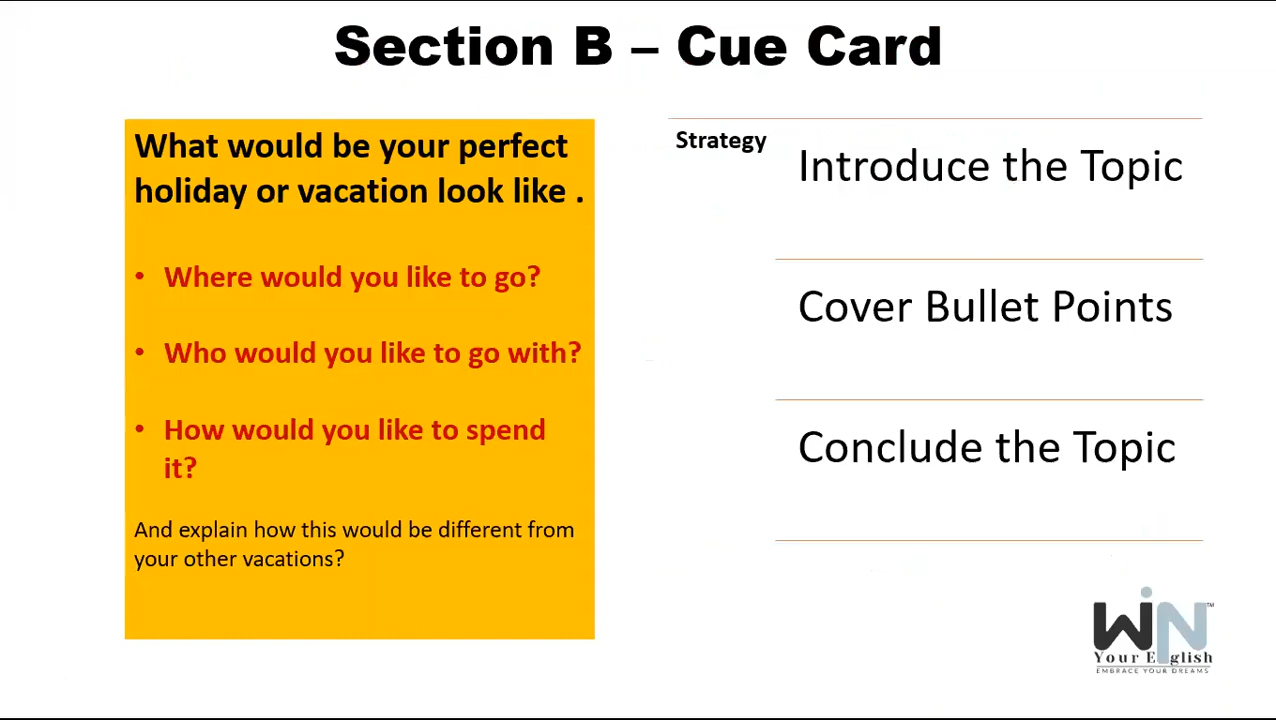 Section B – Cue Card
What would be your perfect
holiday or vacation look like .
• Where would you like to go?
• Who would you like to go with?
• How would you like to spend
it?
And explain how this would be different from
your other vacations?
Strategy
Introduce the Topic
Cover Bullet Points
Conclude the Topic
WiN™
Your English
EMBRACE YOUR DREAMS